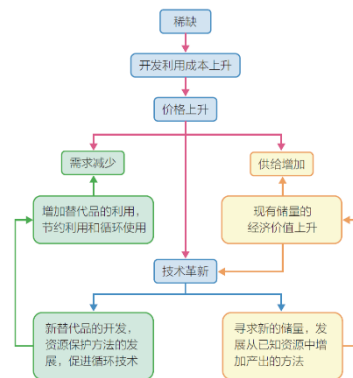 稀缺
开发利用成本上升
价格上升
需求减少
供给增加
增加替代品的利用，
节约利用和循环使用
现有储量的
经济价值上升
技术革新
新替代品的开发，
资源保护方法的发
展，促进循环技术
寻求新的储量，发
展从已知资源中增
加产出的方法